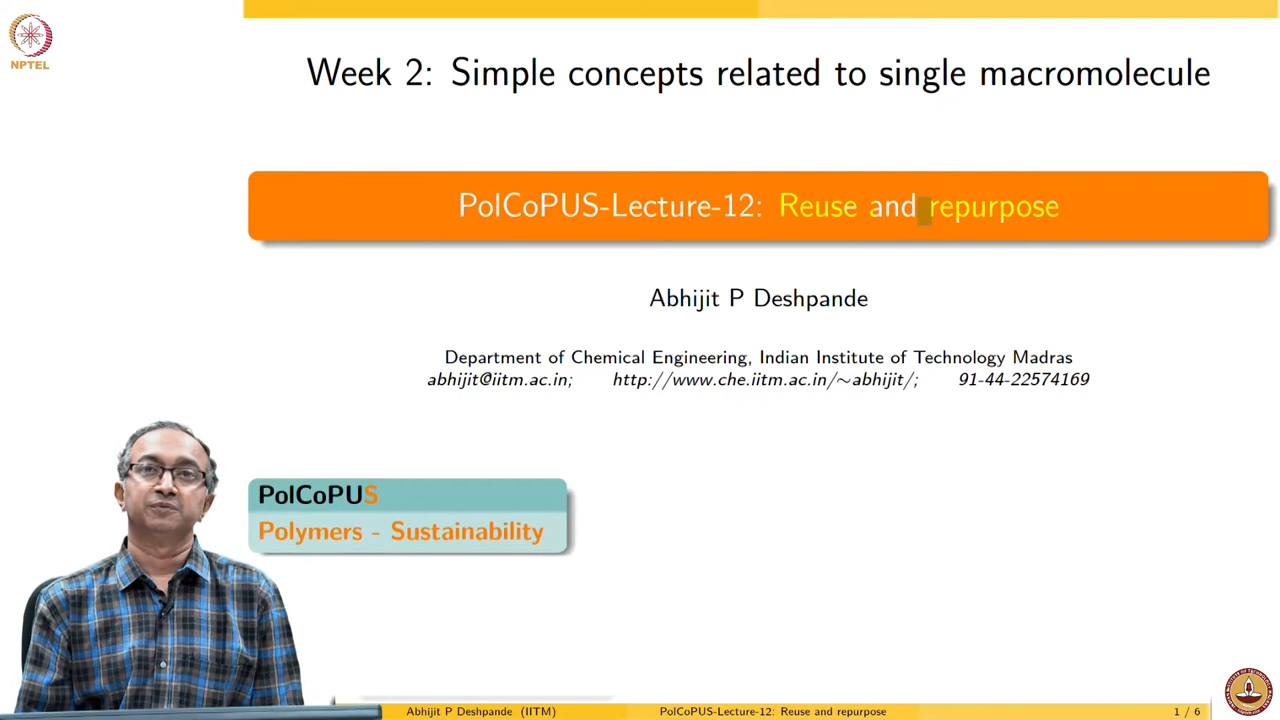 NPTEL
Week 2: Simple concepts related to single macromolecule
PolCoPUS-Lecture-12: Reuse and repurpose
Abhijit P Deshpande
Department of Chemical Engineering, Indian Institute of Technology Madras
abhijit@iitm.ac.in; http://www.che.iitm.ac.in/~abhijit/; 91-44-22574169
PolCoPUS
Polymers - Sustainability
Abhijit P Deshpande (IITM) PolCoPUS-Lecture-12: Reuse and repurpose 1 / 6